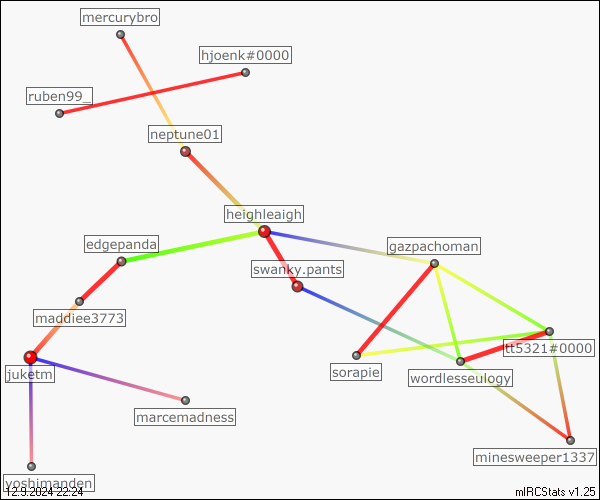 mercurybro
hjoenk#0000
ruben99_
neptune01
heighleaigh
edgepanda
gazpachoman
swanky.pants
maddiee3773
tt5321#0000
juketm
sorapie
wordlesseulogy
marcemadness
minesweeper1337
yoshimanden
12.9.2024 22:24
mIRCStats v1.25